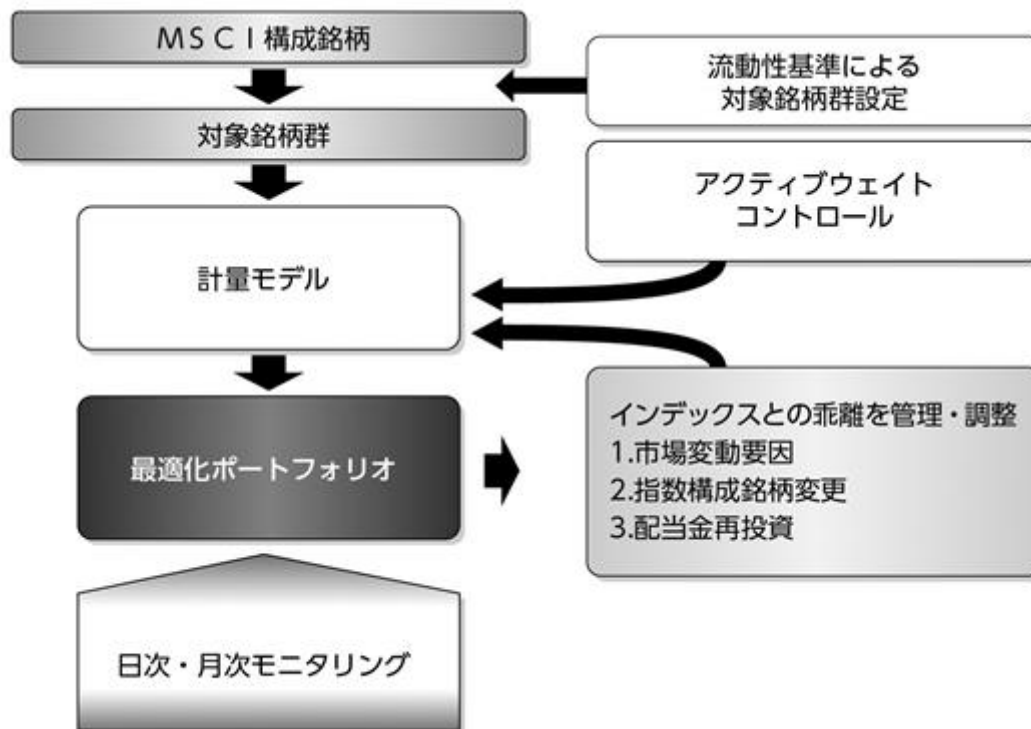 ＭＳＣＩ構成銘柄
流動性基準による
対象銘柄群設定
対象銘柄群
アクティブウェイト
コントロール
計量モデル
最適化ポートフォリオ
インデックスとの乖離を管理・調整
1.市場変動要因
2.指数構成銘柄変更
3.配当金再投資
日次・月次モニタリング